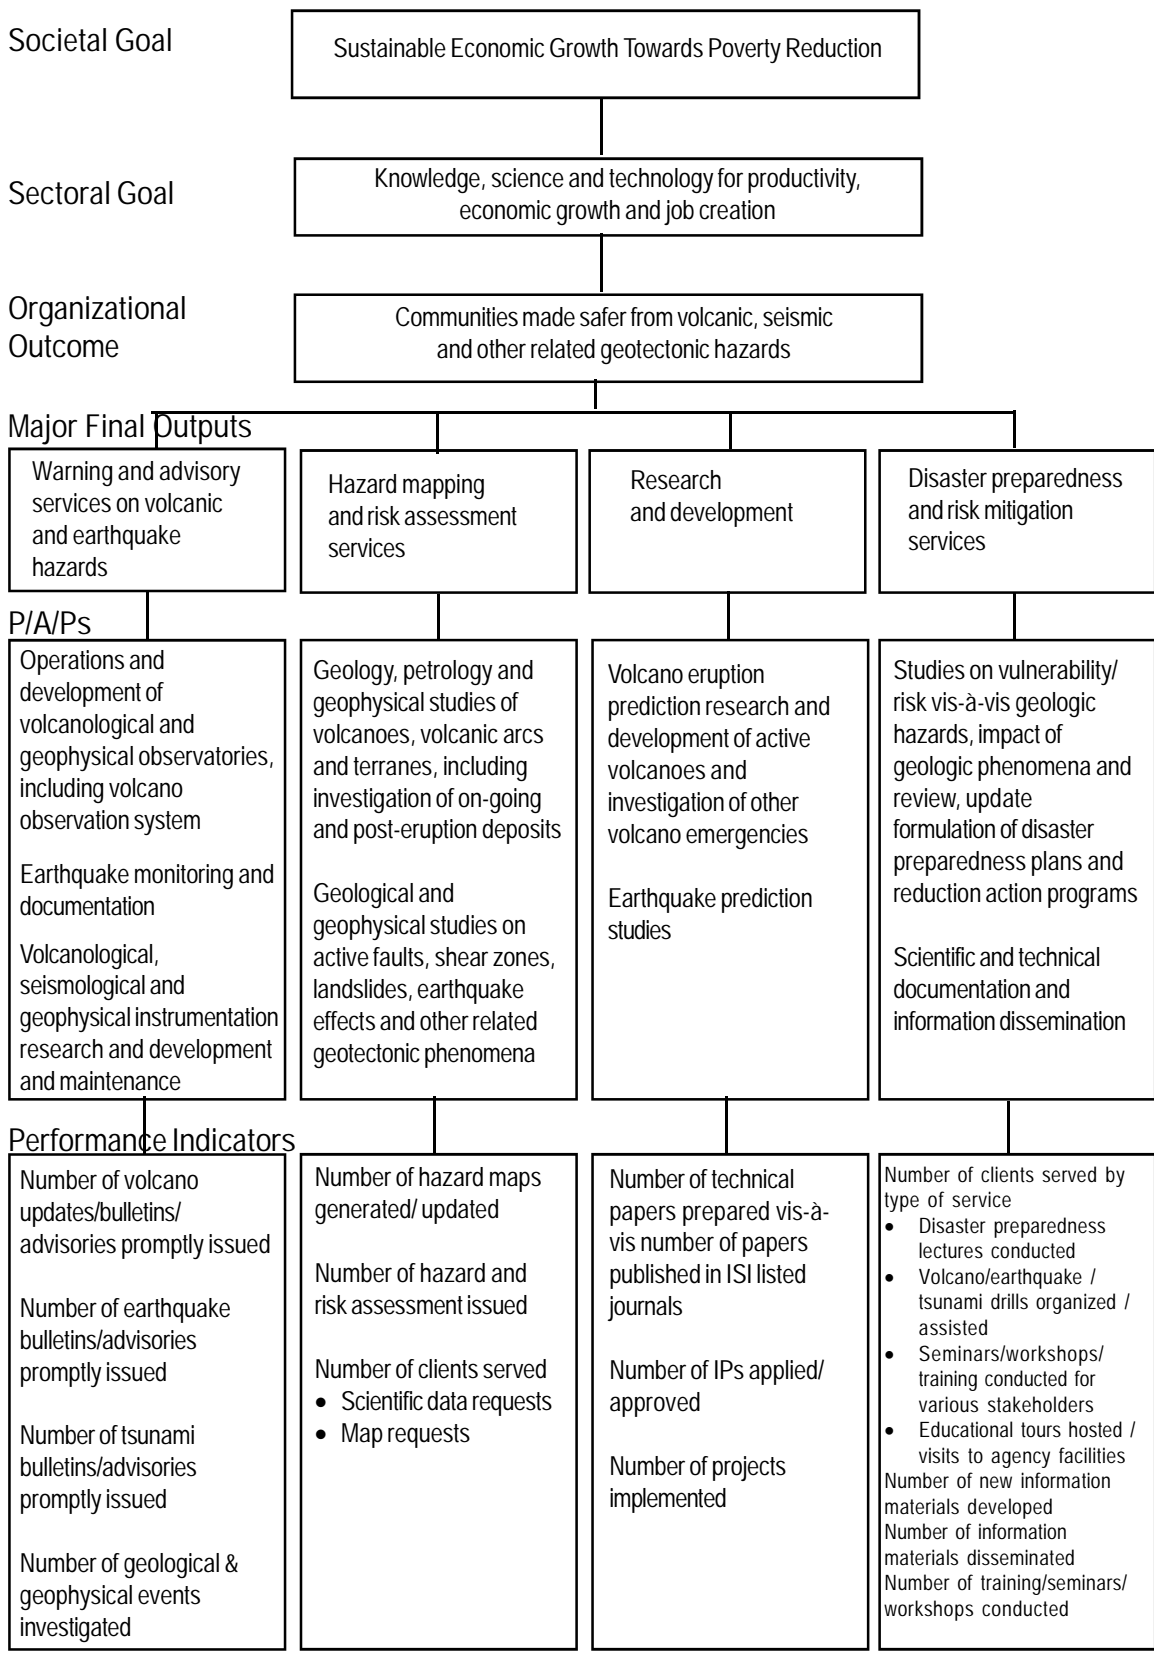 Societal Goal
Sustainable Economic Growth Towards Poverty Reduction
Sectoral Goal
Knowledge, science and technology for productivity,
economic growth and job creation
Organizational
Outcome
Communities made safer from volcanic, seismic
and other related geotectonic hazards
Major Final Outputs
Warning and advisory
services on volcanic
and earthquake
hazards
Hazard mapping
and risk assessment
services
Research
and development
Disaster preparedness
and risk mitigation
services
P/A/Ps
Operations and
development of
volcanological and
geophysical observatories,
including volcano
observation system
Earthquake monitoring and
documentation
Volcanological,
seismological and
geophysical instrumentation
research and development
and maintenance
Geology, petrology and
geophysical studies of
volcanoes, volcanic arcs
and terranes, including
investigation of on-going
and post-eruption deposits
Geological and
geophysical studies on
active faults, shear zones,
landslides, earthquake
effects and other related
geotectonic phenomena
Volcano eruption
prediction research and
development of active
volcanoes and
investigation of other
volcano emergencies
Earthquake prediction
studies
Studies on vulnerability/
risk vis-à-vis geologic
hazards, impact of
geologic phenomena and
review, update
formulation of disaster
preparedness plans and
reduction action programs
Scientific and technical
documentation and
information dissemination
Performance Indicators
Number of volcano
updates/bulletins/
advisories promptly issued
Number of earthquake
bulletins/advisories
promptly issued
Number of tsunami
bulletins/advisories
promptly issued
Number of geological &
geophysical events
investigated
Number of hazard maps
generated/ updated
Number of hazard and
risk assessment issued
Number of clients served
• Scientific data requests
• Map requests
Number of technical
papers prepared vis-à-
vis number of papers
published in ISI listed
journals
Number of IPs applied/
approved
Number of projects
implemented
Number of clients served by
type of service
• Disaster preparedness
lectures conducted
• Volcano/earthquake /
tsunami drills organized /
assisted
• Seminars/workshops/
training conducted for
various stakeholders
• Educational tours hosted /
visits to agency facilities
Number of new information
materials developed
Number of information
materials disseminated
Number of training/seminars/
workshops conducted